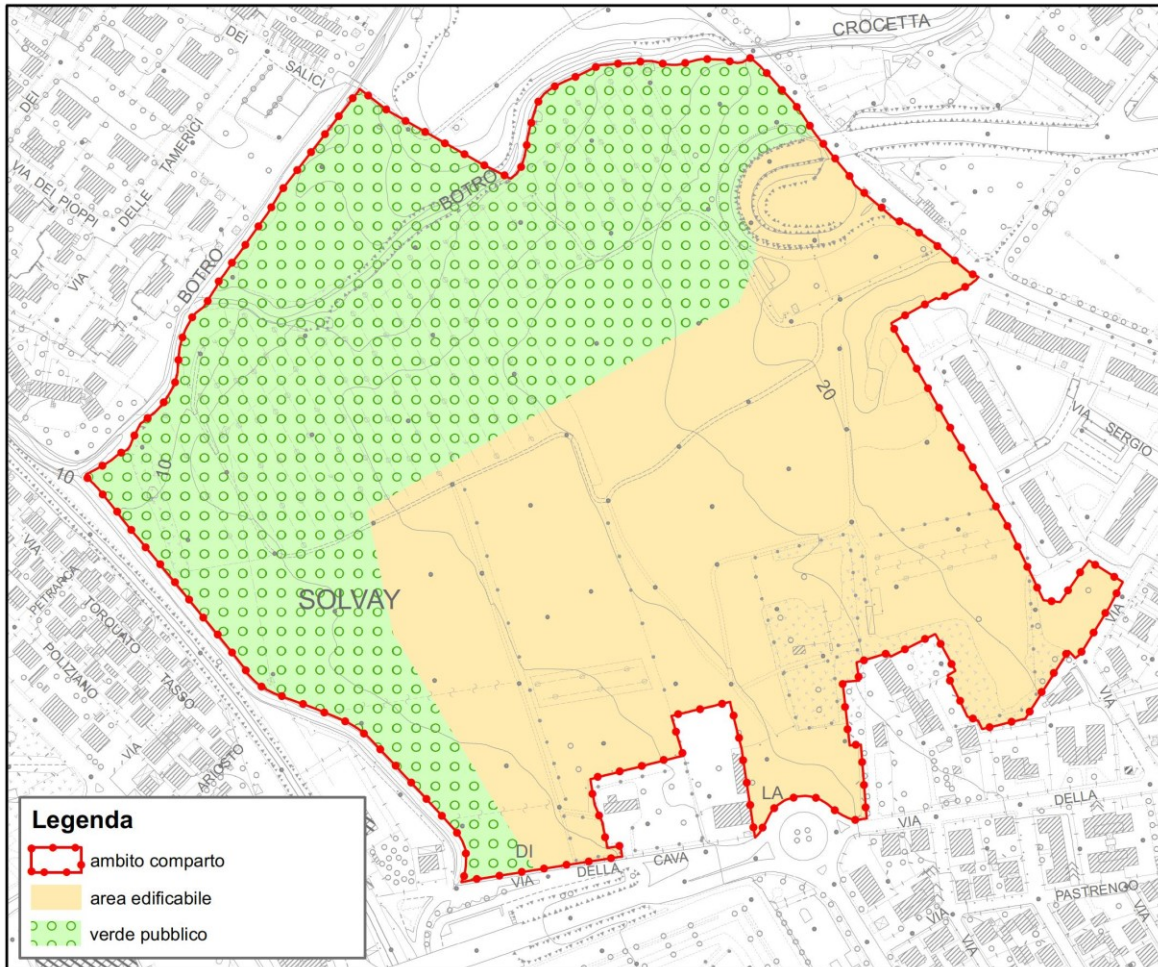 CROCETTA
DEI
SALICI
DEI
TAMERICI
DELLE
VIA DEI PIOPPI
VIA
BOTRO
BOTRO
20
VIA
SERGIO
10
10
SOLVAY
VIA
PETRARCA
TORQUATO
TASSO
POLIZIANO
VIA
ARIOSTO
VIA
VIA
LA
DELLA
VIA
DI
CAVA
DELLA
VIA
PASTRENGO
VIA
VIA
Legenda
ambito comparto
area edificabile
verde pubblico